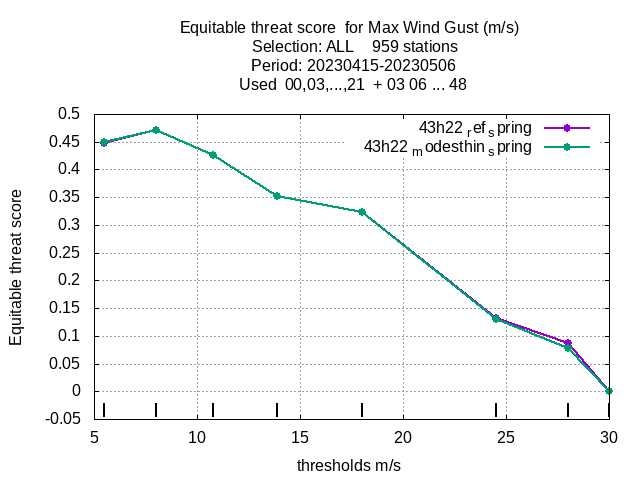 Equitable threat score  for Max Wind Gust (m/s)
Selection: ALL    959 stations
Period: 20230415-20230506
Used  00,03,...,21  + 03 06 ... 48
43h22 ref spring
43h22 modesthin spring
Equitable threat score
0.5
0.45
0.4
0.35
0.3
0.25
0.2
0.15
0.1
0.05
0
-0.05
5 10 15 20 25 30
thresholds m/s